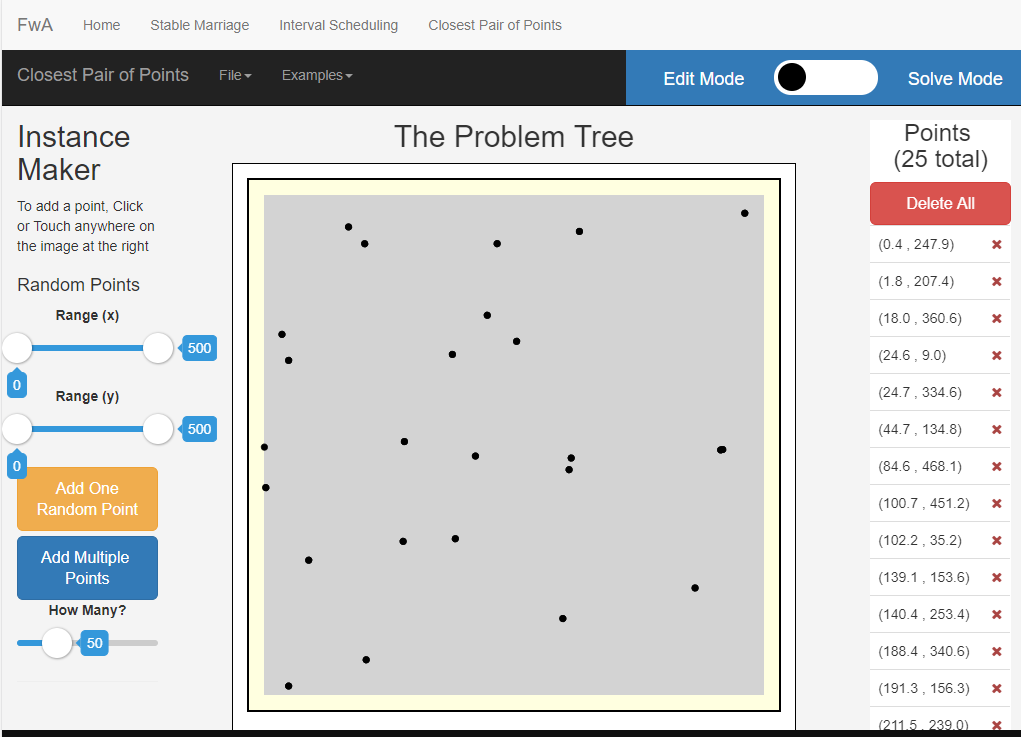 FwA Home Stable Marriage Interval Scheduling Closest Pair of Points
Closest Pair of Points File Examples Edit Mode Solve Mode
Instance
Maker
To add a point, Click
or Touch anywhere on
the image at the right
Random Points
Range (x)
500
0
Range (y)
500
0
Add One
Random Point
Add Multiple
Points
How Many?
50
The Problem Tree
Points
(25 total)
Delete All
(0.4 , 247.9)
(1.8 , 207.4)
(18.0 , 360.6)
(24.6 , 9.0)
(24.7 , 334.6)
(44.7 , 134.8)
(84.6 , 468.1)
(100.7 , 451.2)
(102.2 , 35.2)
(139.1 , 153.6)
(140.4 , 253.4)
(188.4 , 340.6)
(191.3 , 156.3)
(211.5 , 239.0)